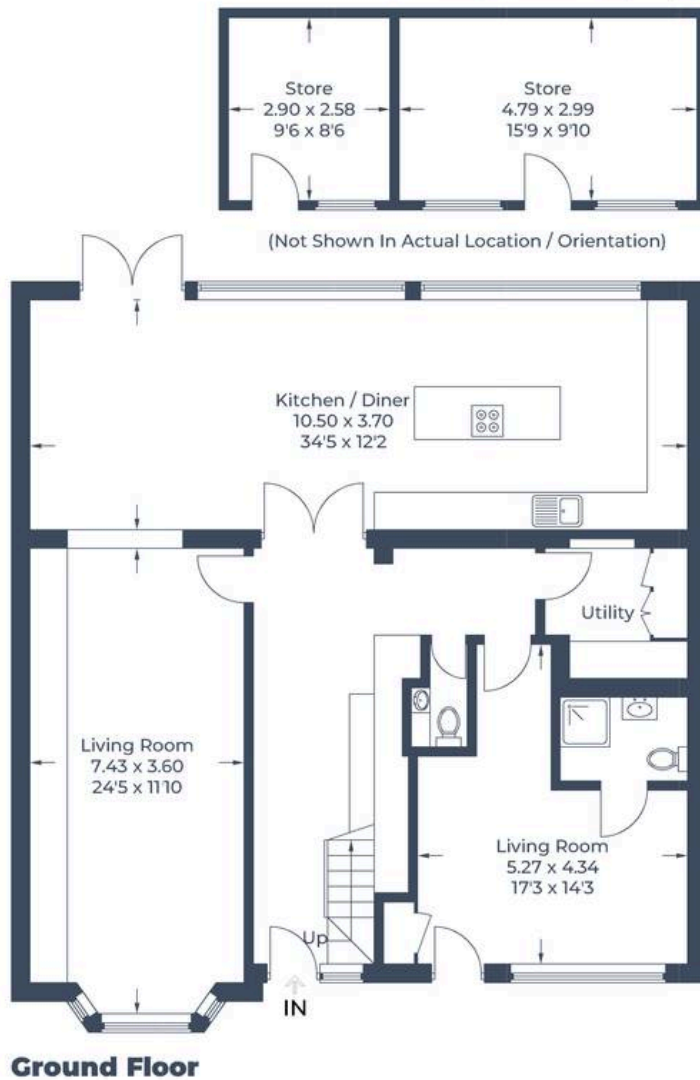 Store
2.90 x 2.58
9'6 x 8'6
Store
4.79 x 2.99
15'9 x 9'10
(Not Shown In Actual Location / Orientation)
Kitchen / Diner
10.50 x 3.70
34'5 x 12'2
Utility
Living Room
7.43 x 3.60
24'5 x 11'10
Living Room
5.27 x 4.34
17'3 x 14'3
Up
IN
Ground Floor